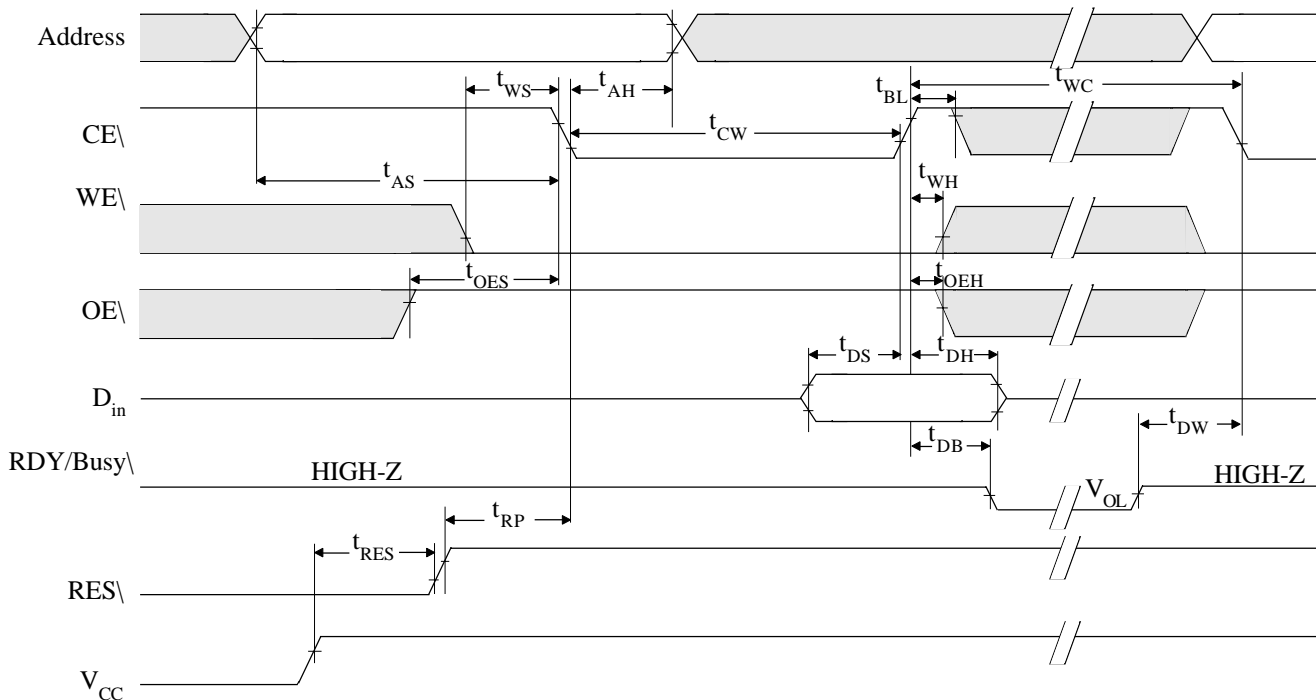 Address
t_WC
t_WS
t_AH
t_BL
CE\
t_CW
t_AS
t_WH
WE\
t_OES
t_OEH
OE\
t_DS
t_DH
D_in
t_DW
t_DB
RDY/Busy\
HIGH-Z
V_OL
HIGH-Z
t_RP
t_RES
RES\
V_CC